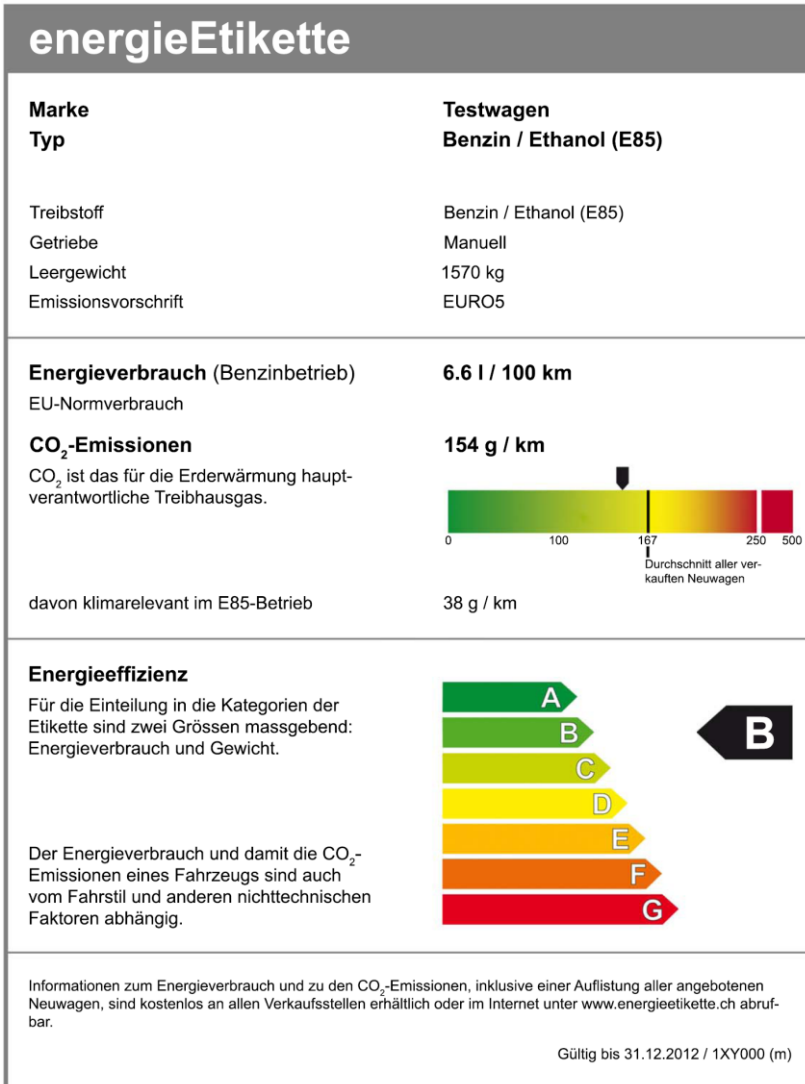 energieEtikette
Marke Testwagen
Typ Benzin / Ethanol (E85)
Treibstoff Benzin / Ethanol (E85)
Getriebe Manuell
Leergewicht 1570 kg
Emissionsvorschrift EURO5
Energieverbrauch (Benzinbetrieb) 6.6 l / 100 km
EU-Normverbrauch
CO₂-Emissionen 154 g / km
CO₂ ist das für die Erderwärmung haupt-
verantwortliche Treibhausgas.
0 100 167 250 500
Durchschnitt aller ver-
kauften Neuwagen
davon klimarelevant im E85-Betrieb 38 g / km
Energieeffizienz
Für die Einteilung in die Kategorien der
Etikette sind zwei Grössen massgebend:
Energieverbrauch und Gewicht.
Der Energieverbrauch und damit die CO₂-
Emissionen eines Fahrzeugs sind auch
vom Fahrstil und anderen nichttechnischen
Faktoren abhängig.
A
B
C
D
E
F
G
B
Informationen zum Energieverbrauch und zu den CO₂-Emissionen, inklusive einer Auflistung aller angebotenen
Neuwagen, sind kostenlos an allen Verkaufsstellen erhältlich oder im Internet unter www.energieetikette.ch abruf-
bar.
Gültig bis 31.12.2012 / 1XY000 (m)